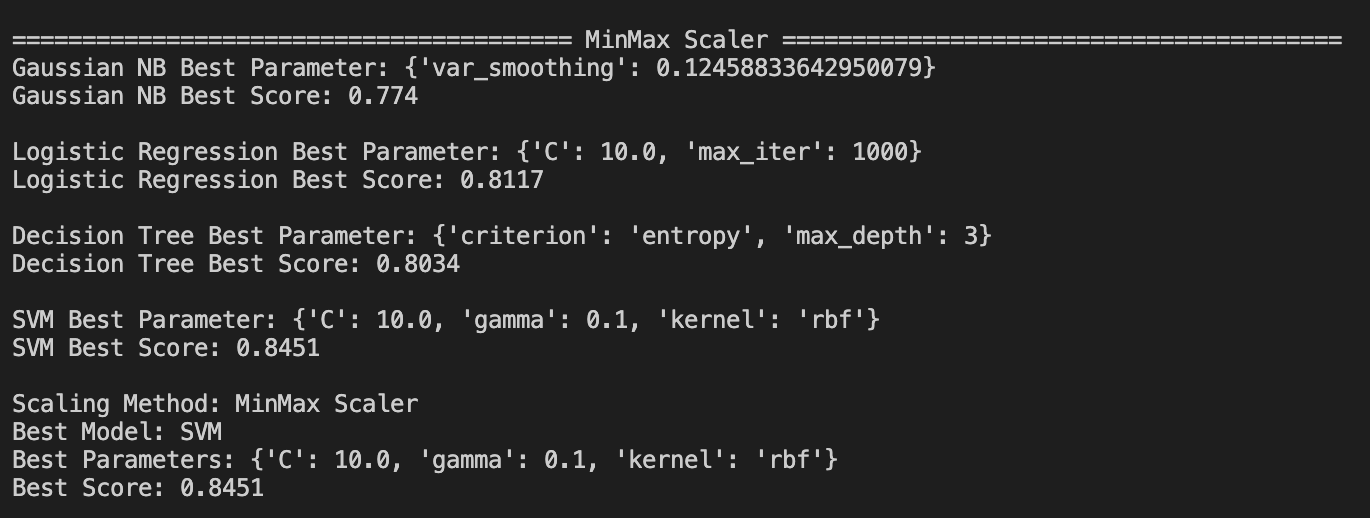 ======================================== MinMax Scaler ========================================
Gaussian NB Best Parameter: {'var_smoothing': 0.12458833642950079}
Gaussian NB Best Score: 0.774
Logistic Regression Best Parameter: {'C': 10.0, 'max_iter': 1000}
Logistic Regression Best Score: 0.8117
Decision Tree Best Parameter: {'criterion': 'entropy', 'max_depth': 3}
Decision Tree Best Score: 0.8034
SVM Best Parameter: {'C': 10.0, 'gamma': 0.1, 'kernel': 'rbf'}
SVM Best Score: 0.8451
Scaling Method: MinMax Scaler
Best Model: SVM
Best Parameters: {'C': 10.0, 'gamma': 0.1, 'kernel': 'rbf'}
Best Score: 0.8451